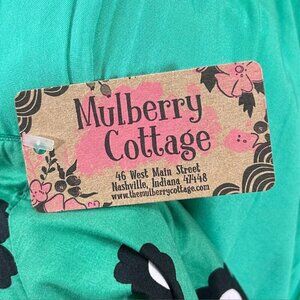 Mulberry
Cottage
46 West Main Street
Nashville, Indiana 47448
www.themulberrycottage.com